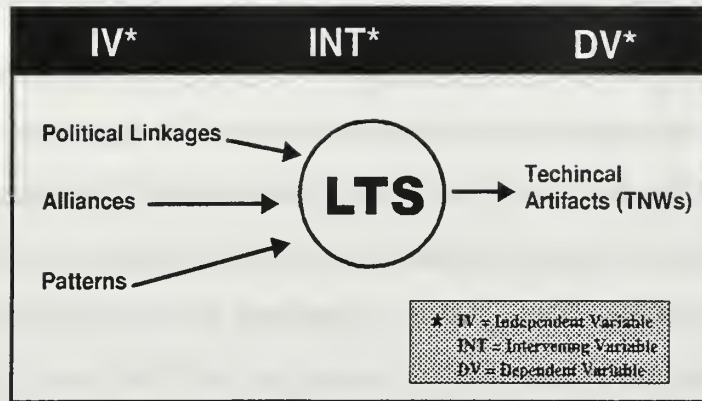 IV* INT* DV*
Political Linkages
Alliances
Patterns
LTS
Techincal
Artifacts (TNWs)
★ IV = Independent Variable
INT = Intervening Variable
DV = Dependent Variable